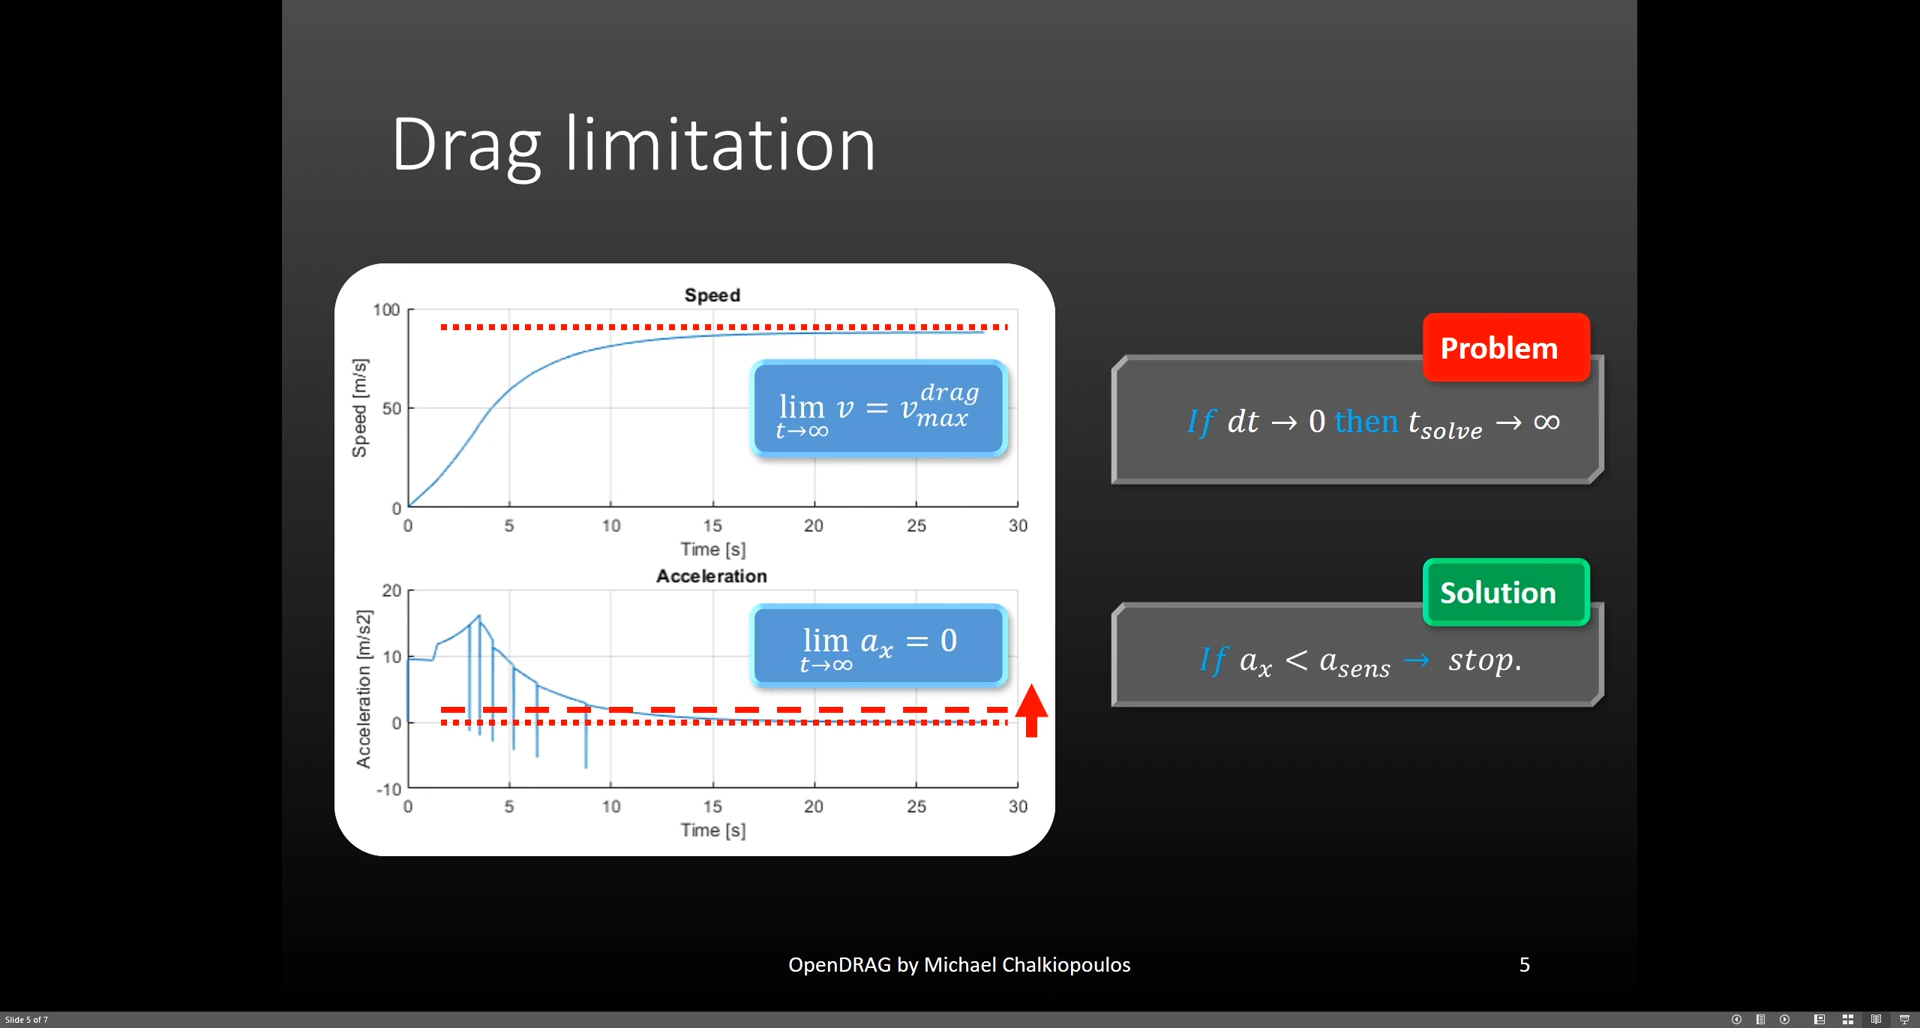 Drag limitation
Speed
100
50
0
Speed [m/s]
0 5 10 15 20 25 30
Time [s]
lim v = v_max^drag
t→∞
Acceleration
20
10
0
-10
Acceleration [m/s2]
0 5 10 15 20 25 30
Time [s]
lim a_x = 0
t→∞
Problem
If dt → 0 then t_solve → ∞
Solution
If a_x < a_sens → stop.
OpenDRAG by Michael Chalkiopoulos
5
Slide 5 of 7